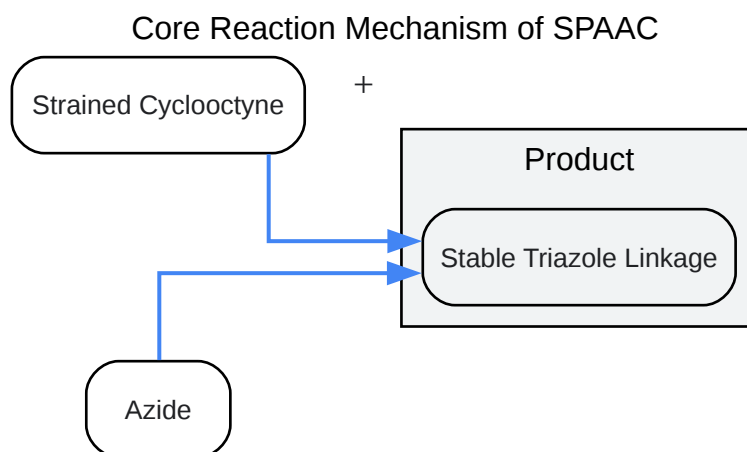 Core Reaction Mechanism of SPAAC
Strained Cyclooctyne
+
Product
Stable Triazole Linkage
Azide